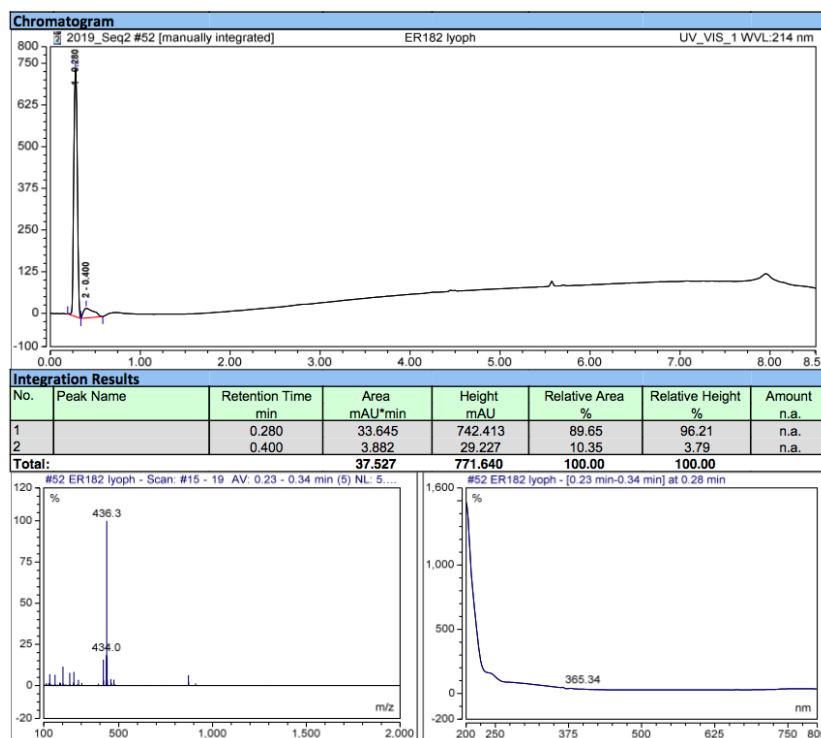 Chromatogram
2019_Seq2 #52 [manually integrated] ER182 lyoph UV_VIS_1 WVL:214 nm
800
750
625
500
375
250
125
0
-100
1 - 0.280
2 - 0.400
0.00 1.00 2.00 3.00 4.00 5.00 6.00 7.00 8.00 8.5
Integration Results
No. Peak Name Retention Time Area Height Relative Area Relative Height Amount
min mAU*min mAU % % n.a.
1 0.280 33.645 742.413 89.65 96.21 n.a.
2 0.400 3.882 29.227 10.35 3.79 n.a.
Total: 37.527 771.640 100.00 100.00
#52 ER182 lyoph - Scan: #15 - 19 AV: 0.23 - 0.34 min (5) NL: 5....
120
%
100
75
50
25
0
-20
436.3
434.0
m/z
100 500 1,000 1,500 2,000
#52 ER182 lyoph - [0.23 min-0.34 min] at 0.28 min
1,600
%
1,000
500
0
-200
365.34
nm
200 250 375 500 625 750 800